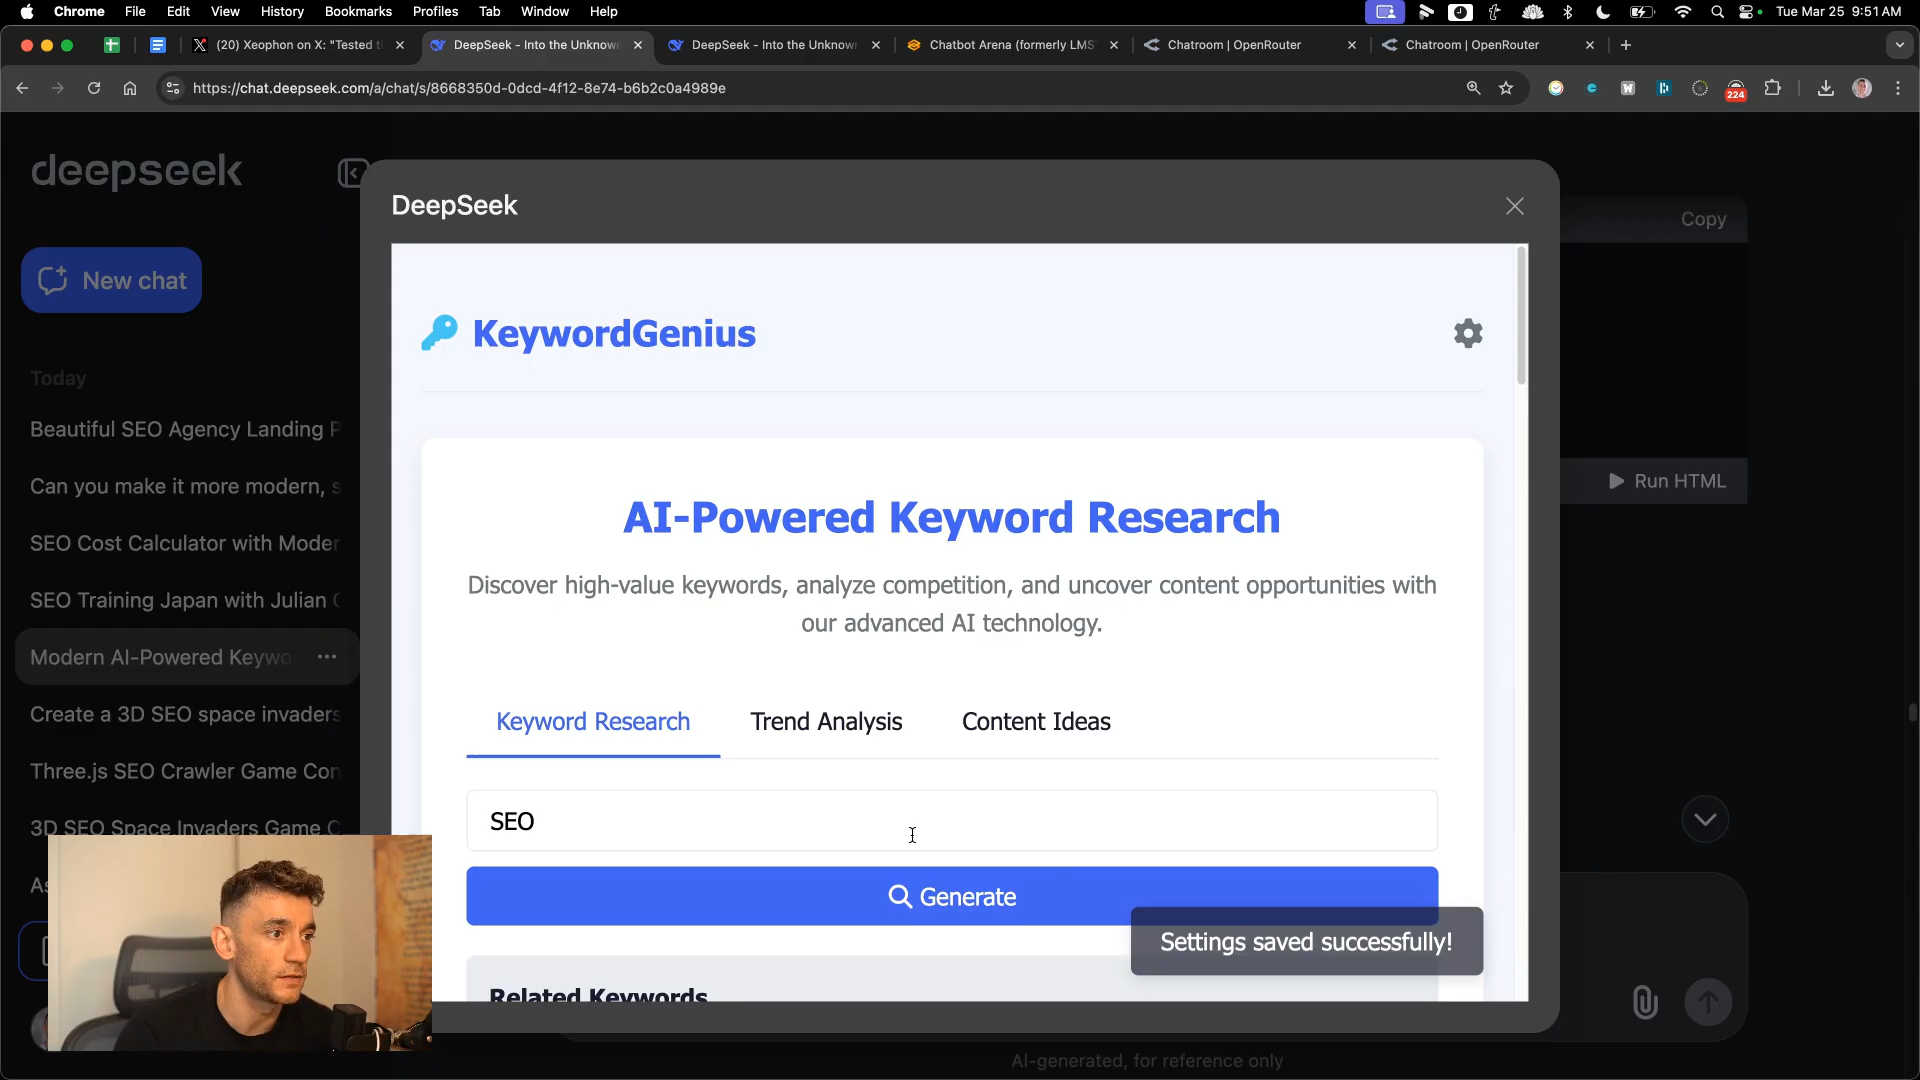 Chrome File Edit View History Bookmarks Profiles Tab Window Help Tue Mar 25 9:51 AM
(20) Xeophon on X: "Tested t DeepSeek - Into the Unknown DeepSeek - Into the Unknown Chatbot Arena (formerly LMS Chatroom | OpenRouter Chatroom | OpenRouter
https://chat.deepseek.com/a/chat/s/8668350d-0dcd-4f12-8e74-b6b2c0a4989e
224
deepseek
New chat
Today
Beautiful SEO Agency Landing P
Can you make it more modern, s
SEO Cost Calculator with Moder
SEO Training Japan with Julian
Modern AI-Powered Keywo
Create a 3D SEO space invaders
Three.js SEO Crawler Game Con
3D SEO Space Invaders Game C
DeepSeek
Copy
Run HTML
KeywordGenius
AI-Powered Keyword Research
Discover high-value keywords, analyze competition, and uncover content opportunities with
our advanced AI technology.
Keyword Research Trend Analysis Content Ideas
SEO
Generate
Settings saved successfully!
Related Keywords
AI-generated, for reference only